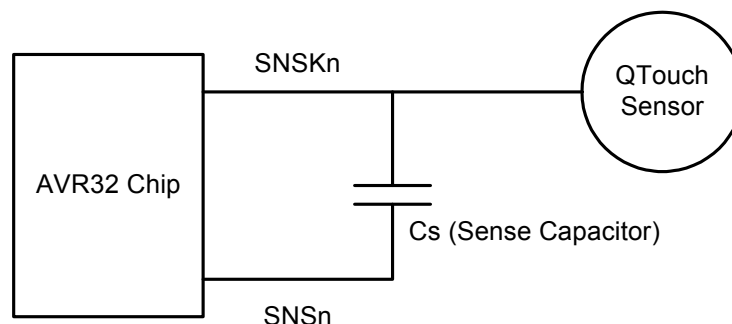 SNSKn
QTouch
Sensor
AVR32 Chip
Cs (Sense Capacitor)
SNSn